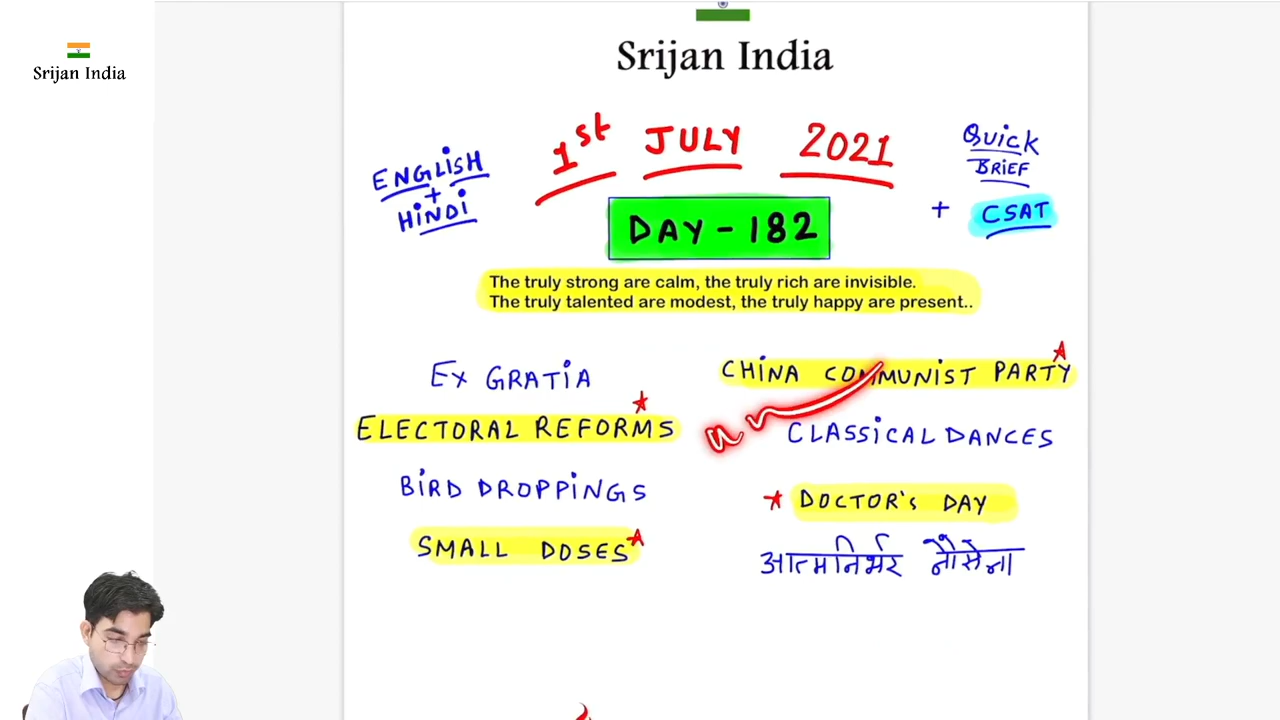 Srijan India
Srijan India
1st JULY 2021
ENGLISH
+
HINDI
QUICK
BRIEF
+ CSAT
DAY - 182
The truly strong are calm, the truly rich are invisible.
The truly talented are modest, the truly happy are present..
EX GRATIA
CHINA COMMUNIST PARTY
ELECTORAL REFORMS
CLASSICAL DANCES
BIRD DROPPINGS
DOCTOR's DAY
SMALL DOSES
आत्मनिर्भर नौसेना